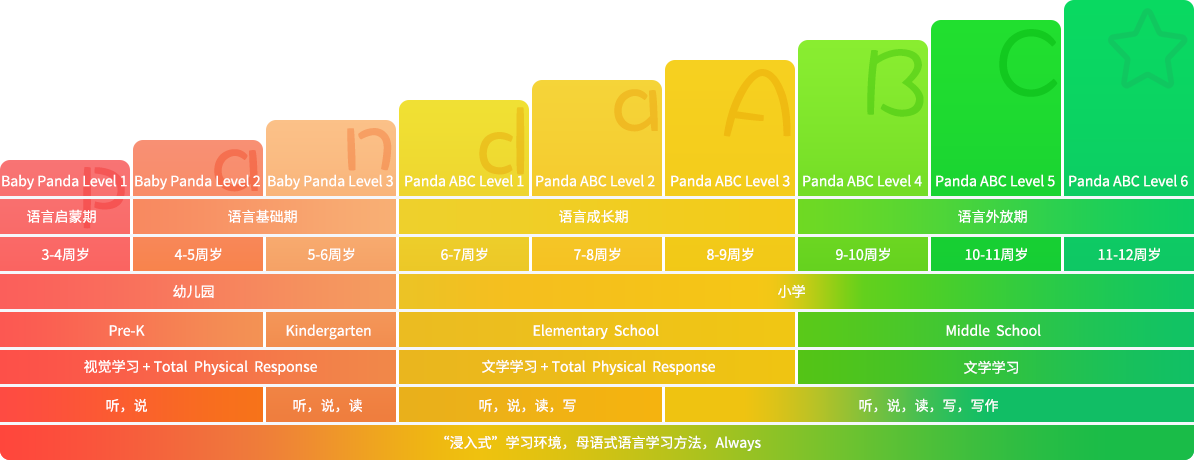 Baby Panda Level 1 Baby Panda Level 2 Baby Panda Level 3 Panda ABC Level 1 Panda ABC Level 2 Panda ABC Level 3 Panda ABC Level 4 Panda ABC Level 5 Panda ABC Level 6
语言启蒙期 语言基础期 语言成长期 语言外放期
3-4周岁 4-5周岁 5-6周岁 6-7周岁 7-8周岁 8-9周岁 9-10周岁 10-11周岁 11-12周岁
幼儿园 小学
Pre-K Kindergarten Elementary School Middle School
视觉学习 + Total Physical Response 文学学习 + Total Physical Response 文学学习
听，说 听，说，读 听，说，读，写 听，说，读，写，写作
“浸入式”学习环境，母语式语言学习方法，Always
p a n d a A B C